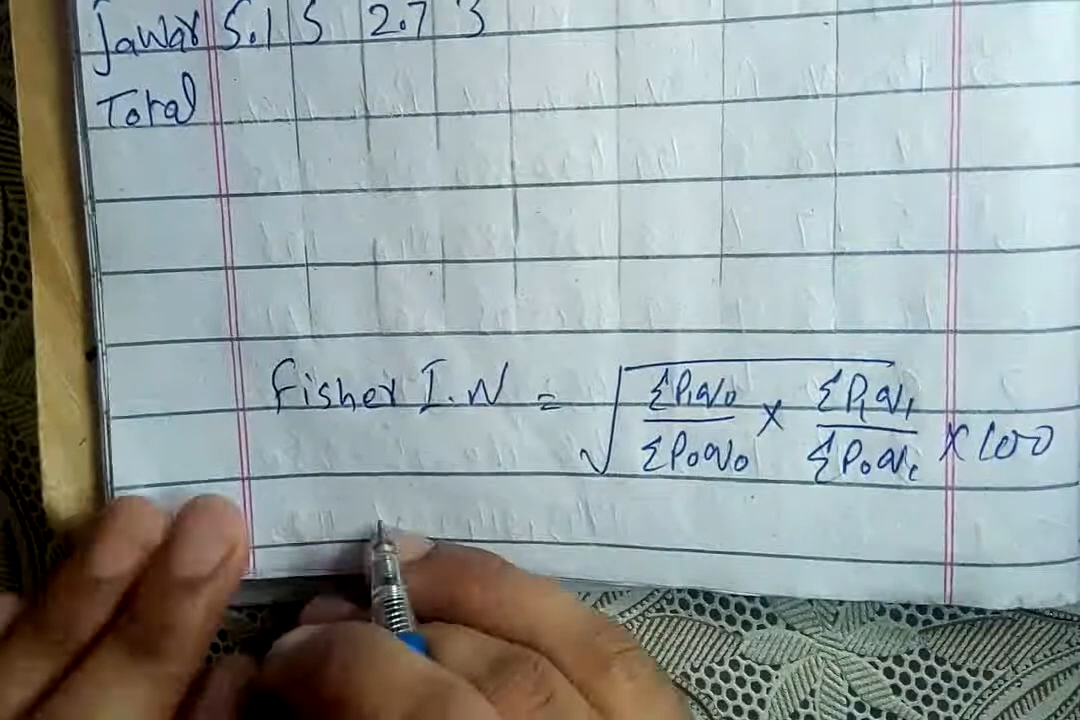 Jawar 5.1 5 2.7 3
Total
Fisher I.N = √ ΣP₁q₀ / ΣP₀q₀ × ΣP₁q₁ / ΣP₀q₁ × 100